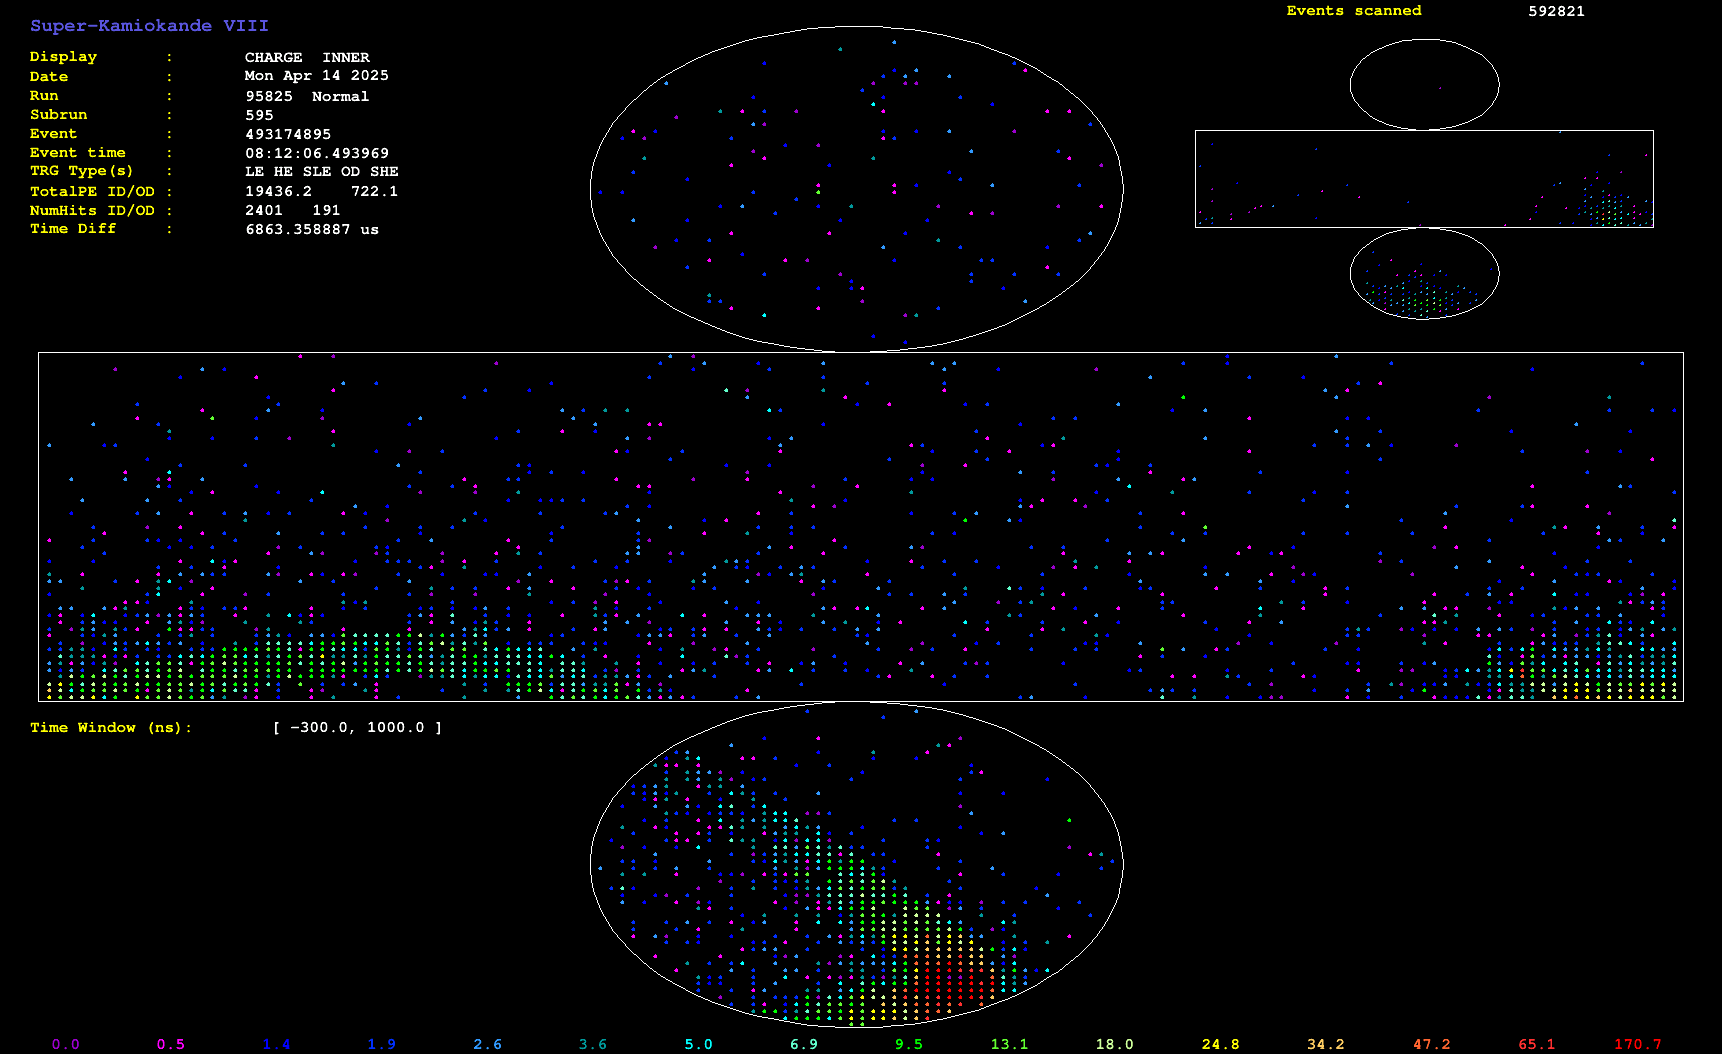 Super-Kamiokande VIII
Events scanned 592821
Display : CHARGE INNER
Date : Mon Apr 14 2025
Run : 95825 Normal
Subrun : 595
Event : 493174895
Event time : 08:12:06.493969
TRG Type(s) : LE HE SLE OD SHE
TotalPE ID/OD : 19436.2 722.1
NumHits ID/OD : 2401 191
Time Diff : 6863.358887 us
Time Window (ns): [ -300.0, 1000.0 ]
0.0 0.5 1.4 1.9 2.6 3.6 5.0 6.9 9.5 13.1 18.0 24.8 34.2 47.2 65.1 170.7